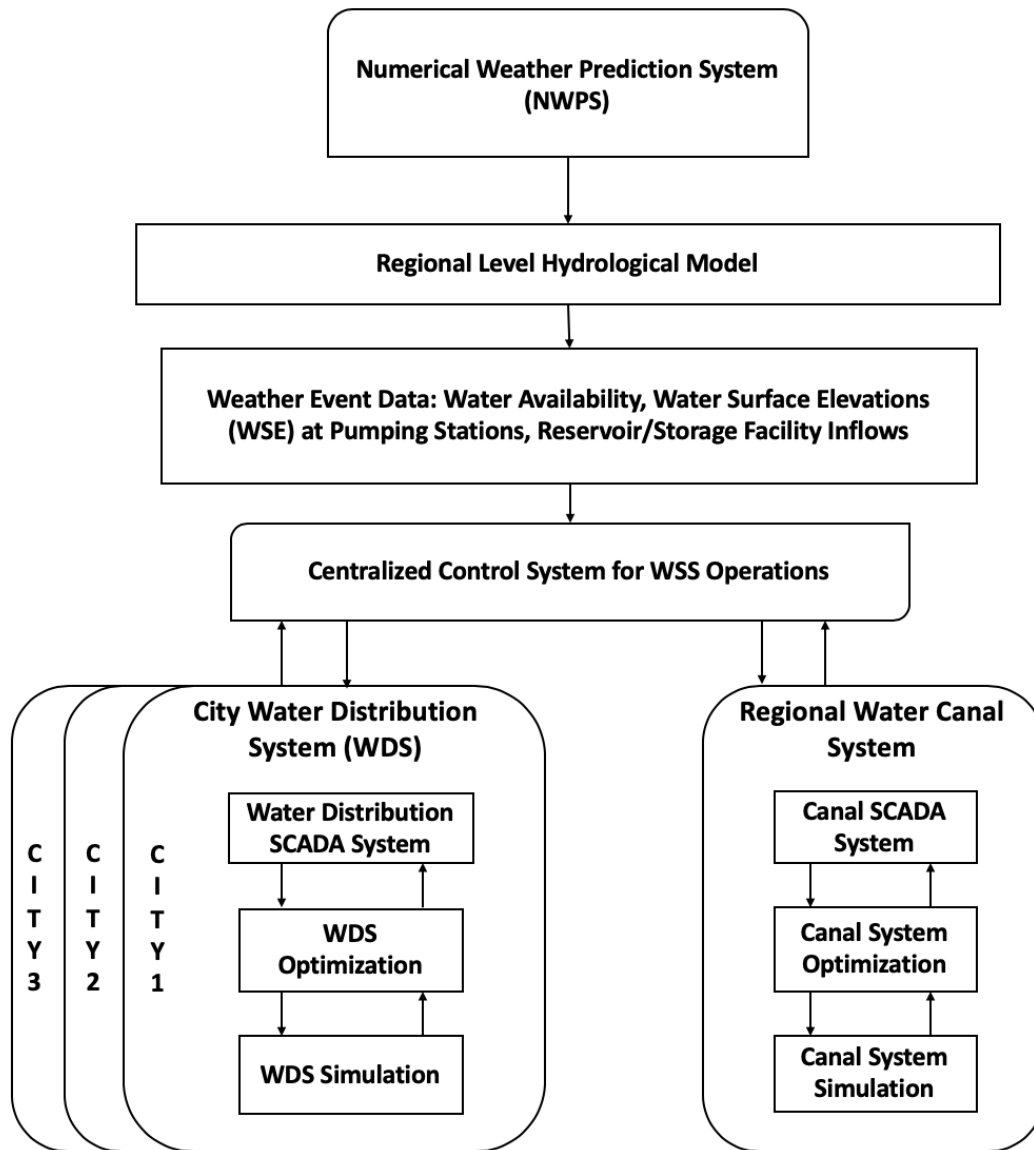 Numerical Weather Prediction System
(NWPS)
Regional Level Hydrological Model
Weather Event Data: Water Availability, Water Surface Elevations
(WSE) at Pumping Stations, Reservoir/Storage Facility Inflows
Centralized Control System for WSS Operations
CITY3
CITY2
CITY1
City Water Distribution
System (WDS)
Water Distribution
SCADA System
WDS
Optimization
WDS Simulation
Regional Water Canal
System
Canal SCADA
System
Canal System
Optimization
Canal System
Simulation